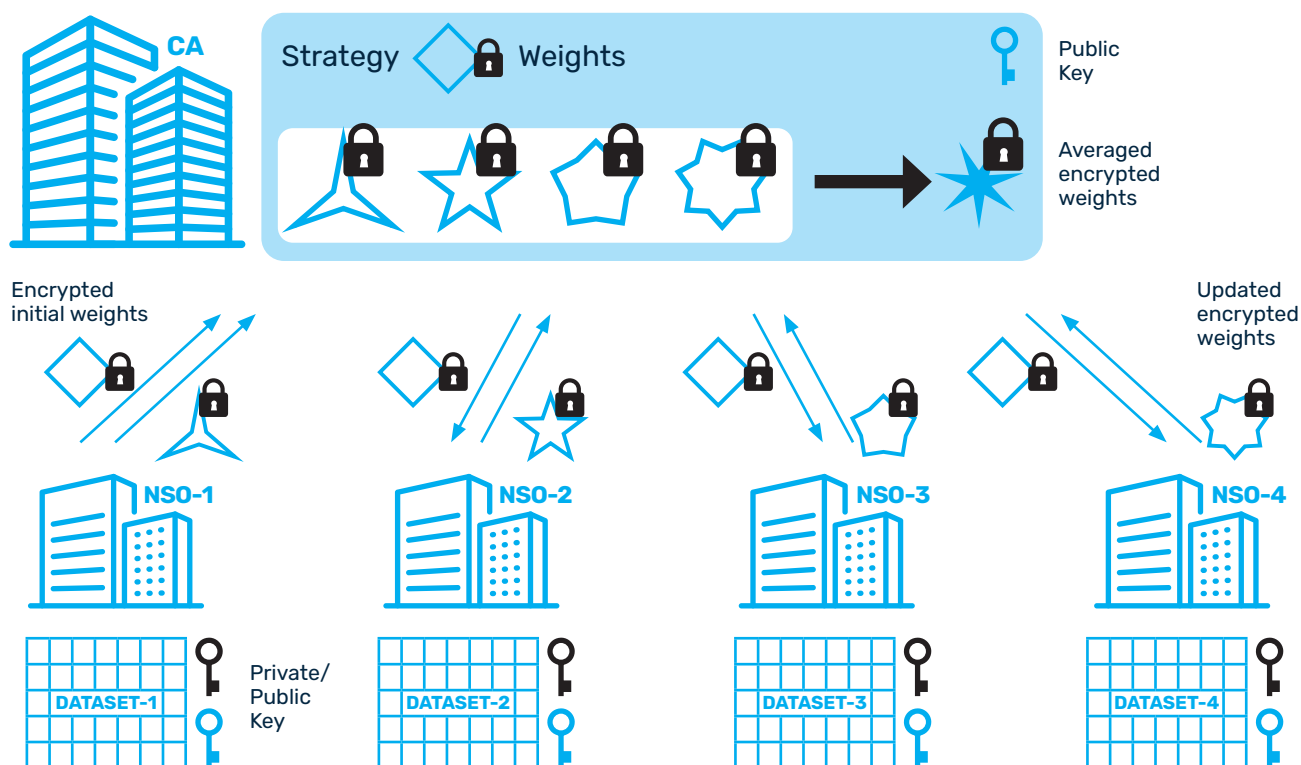 CA
Strategy Weights
Public
Key
Averaged
encrypted
weights
Encrypted
initial weights
Updated
encrypted
weights
NSO-1
NSO-2
NSO-3
NSO-4
DATASET-1
Private/
Public
Key
DATASET-2
DATASET-3
DATASET-4